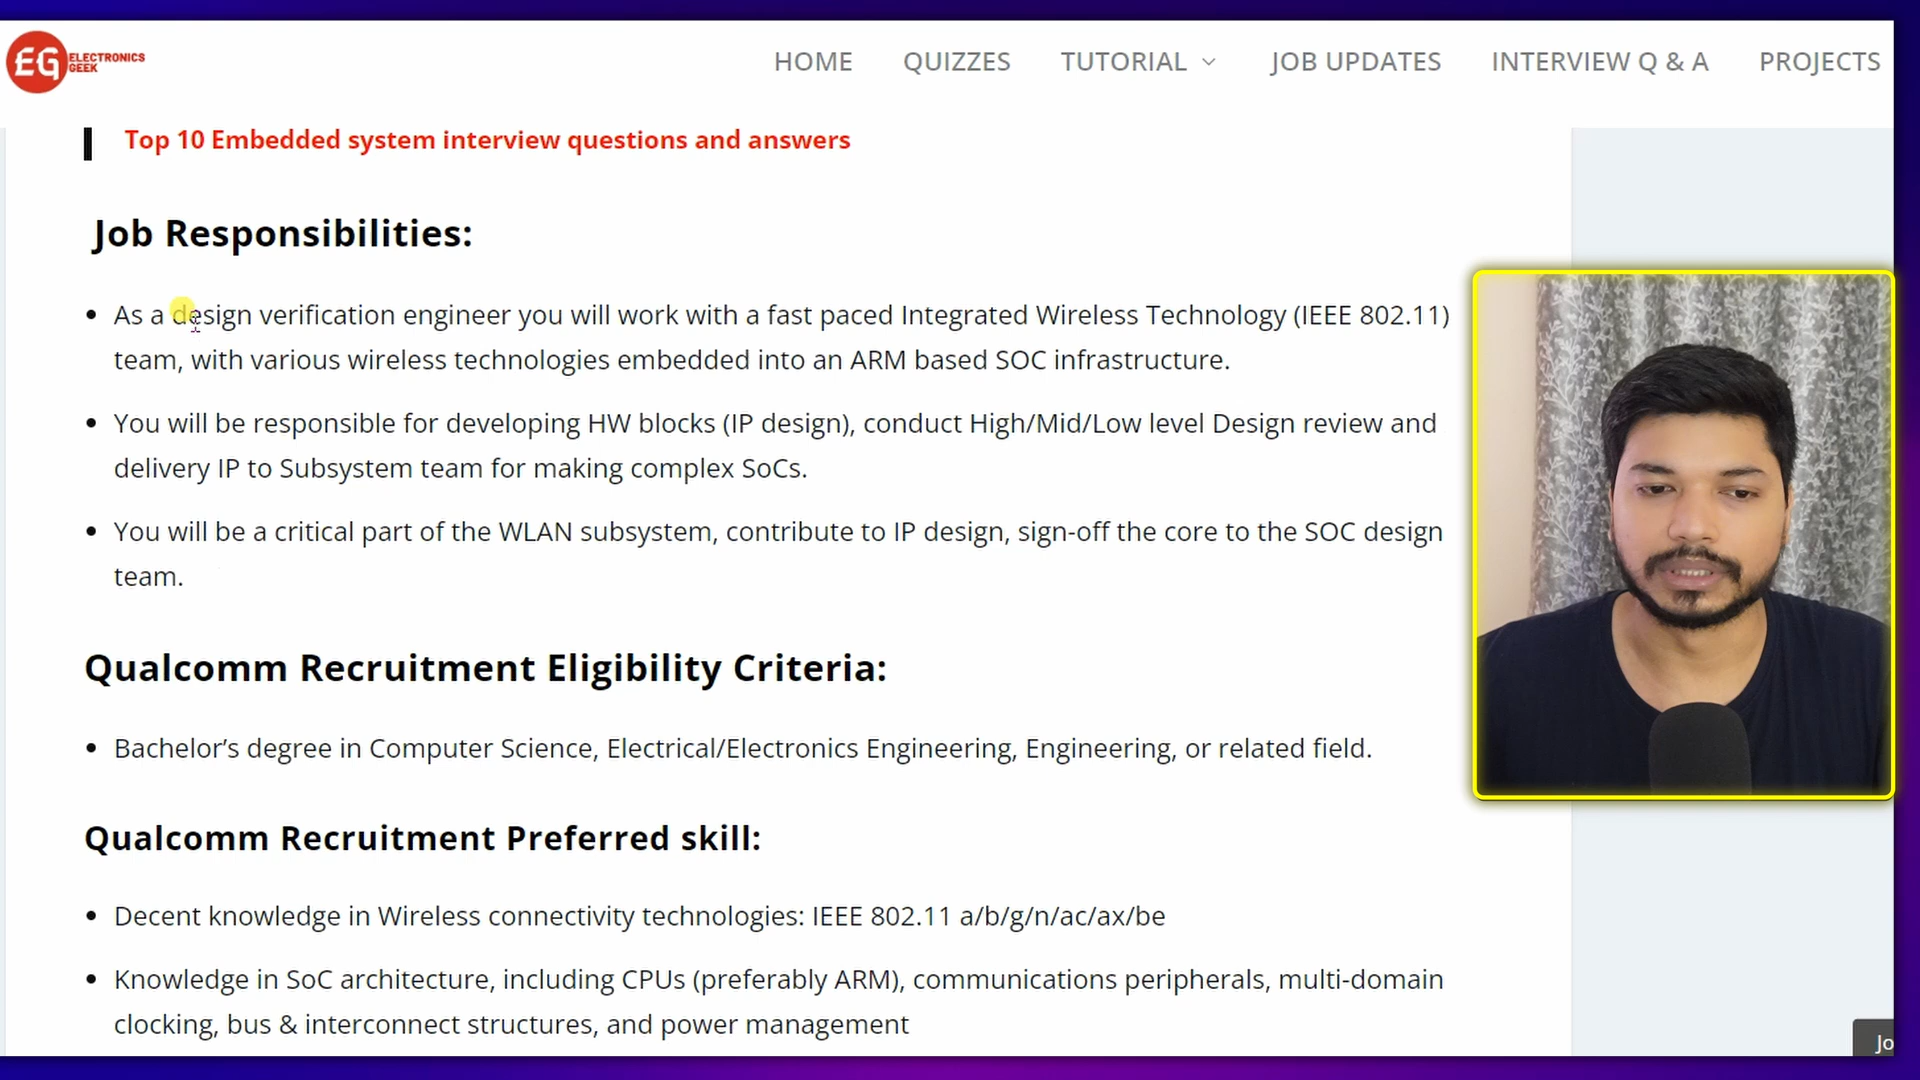 EG ELECTRONICS
GEEK
HOME QUIZZES TUTORIAL JOB UPDATES INTERVIEW Q & A PROJECTS
Top 10 Embedded system interview questions and answers
Job Responsibilities:
• As a design verification engineer you will work with a fast paced Integrated Wireless Technology (IEEE 802.11)
team, with various wireless technologies embedded into an ARM based SOC infrastructure.
• You will be responsible for developing HW blocks (IP design), conduct High/Mid/Low level Design review and
delivery IP to Subsystem team for making complex SoCs.
• You will be a critical part of the WLAN subsystem, contribute to IP design, sign-off the core to the SOC design
team.
Qualcomm Recruitment Eligibility Criteria:
• Bachelor’s degree in Computer Science, Electrical/Electronics Engineering, Engineering, or related field.
Qualcomm Recruitment Preferred skill:
• Decent knowledge in Wireless connectivity technologies: IEEE 802.11 a/b/g/n/ac/ax/be
• Knowledge in SoC architecture, including CPUs (preferably ARM), communications peripherals, multi-domain
clocking, bus & interconnect structures, and power management
Jo